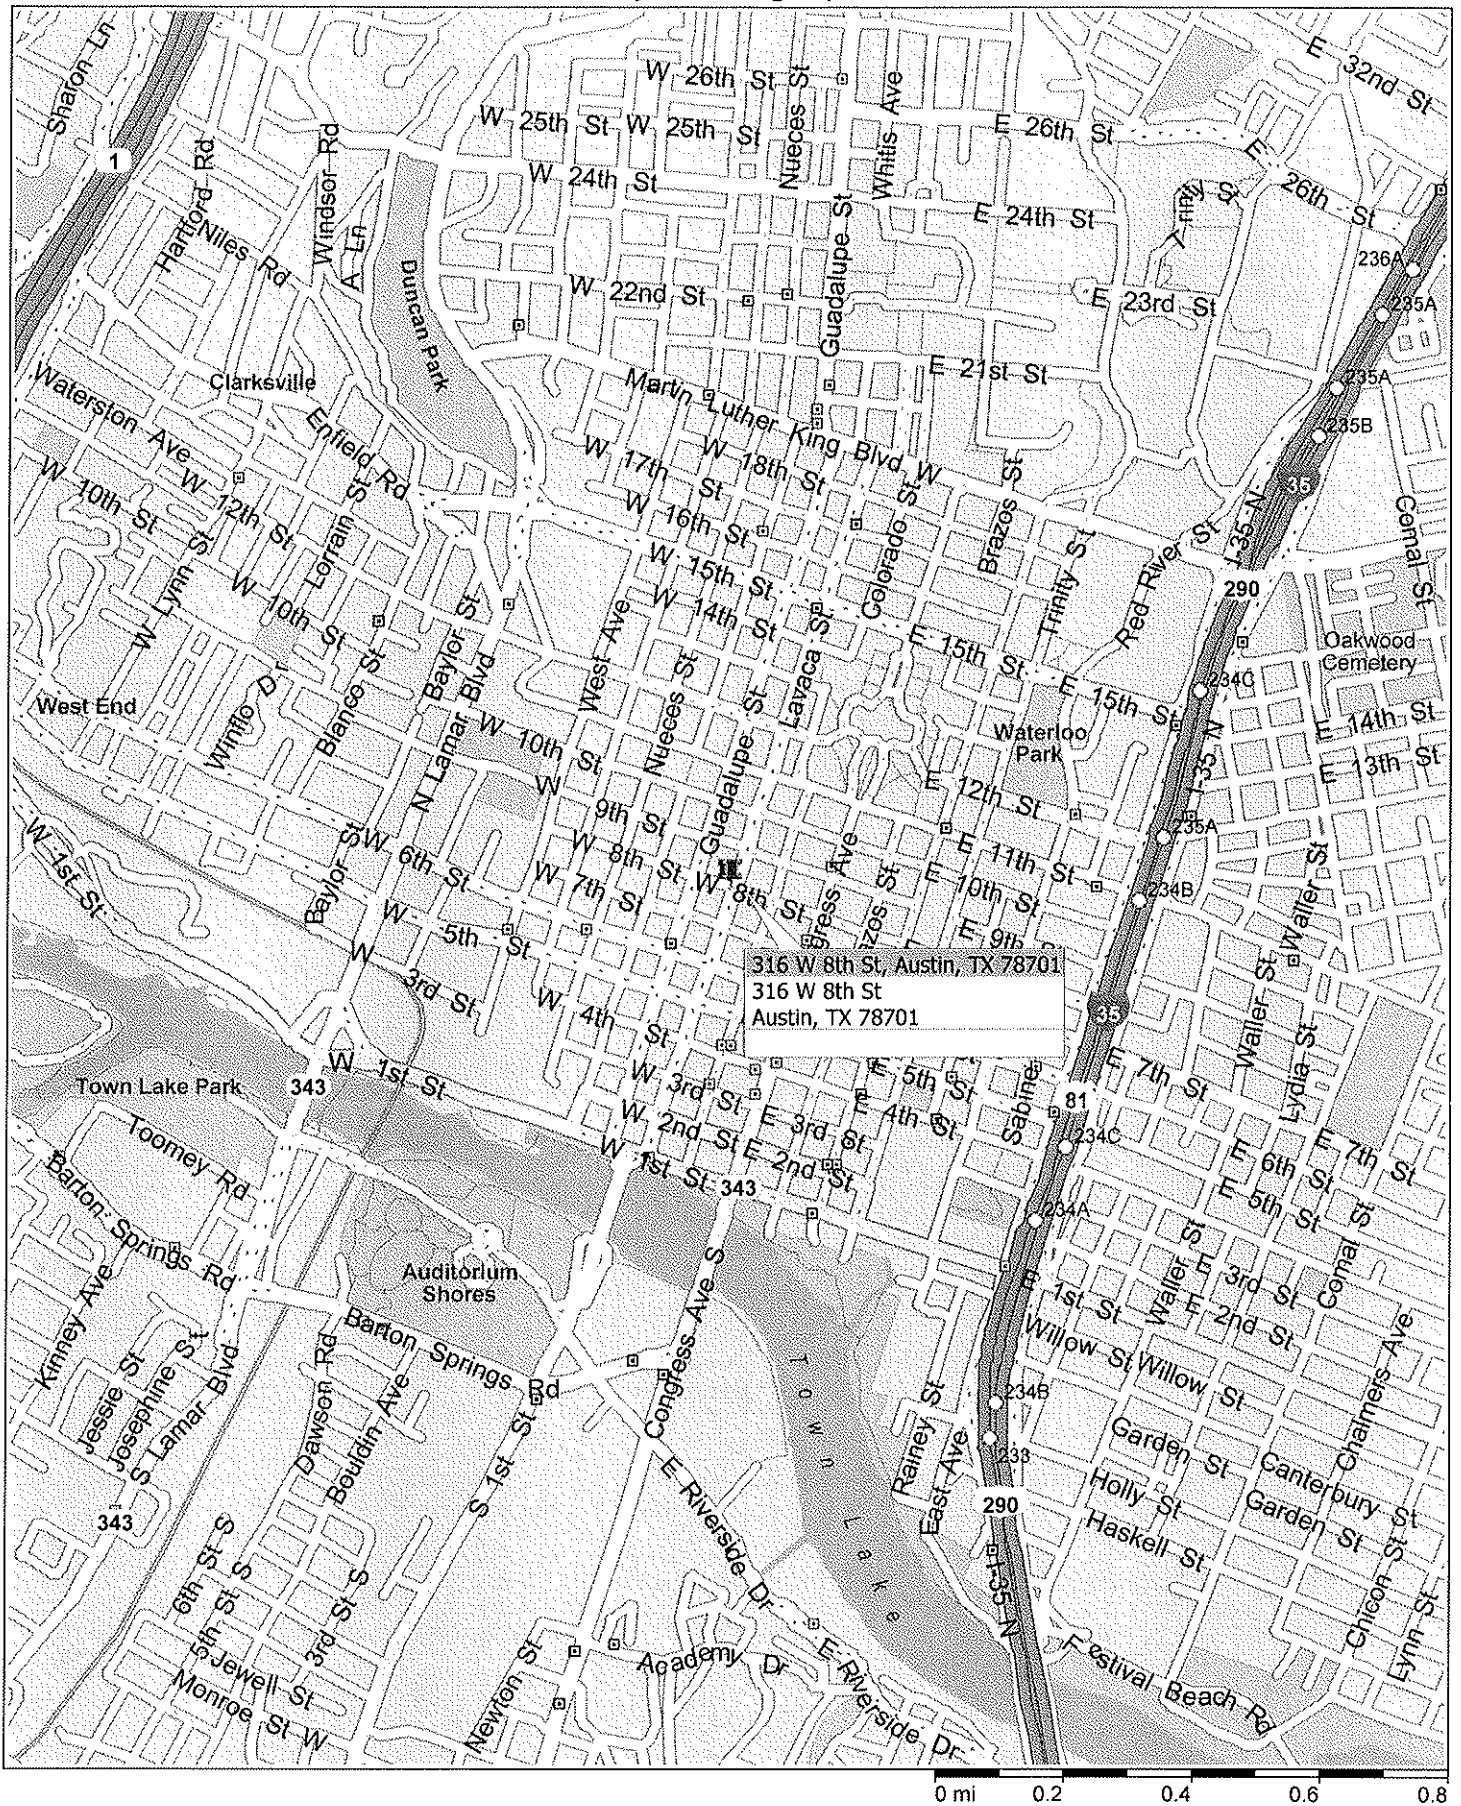 E 32nd St
Sharon Ln
W 26th St
Nueces St
Whitis Ave
W 25th St
W 25th St
E 26th St
1
Hartford Rd
Windsor Rd
W 24th St
E 26th St
Trinity St
E 24th St
Niles Rd
A Ln
Guadalupe St
236A
Duncan Park
W 22nd St
E 23rd St
235A
E 21st St
235A
Waterston Ave
Clarksville
Martin Luther King Blvd W
235B
Enfield Rd
W 17th St
W 18th St
35
W 10th St
W 12th St
Lorrain St
W 16th St
Colorado St
Brazos St
I-35 N
Comal St
W Lynn St
W 15th St
Trinity St
Red River St
290
W 10th St
W 14th St
West Ave
Baylor St
Lavaca St
E 15th St
Oakwood
Cemetery
Blanco St
N Lamar Blvd
Nueces St
Guadalupe St
E 15th St
234C
West End
Winflo Dr
W 10th St
Waterloo
Park
I-35 N
E 14th St
E 13th St
W 9th St
E 12th St
235A
W 1st St
Baylor St
W 6th St
W 8th St
E 11th St
W 7th St
W 8th St
E 10th St
234B
Waller St
W 5th St
E 9th
gress Ave
zos St
W 3rd St
316 W 8th St, Austin, TX 78701
316 W 8th St
Austin, TX 78701
Waller St
W 4th St
35
Lydia St
Town Lake Park
343
W 1st St
W 3rd St
E 5th St
Sabine
E 7th St
81
E 4th St
W 2nd St
E 3rd St
234C
Toomey Rd
W 1st St
E 2nd St
E 6th St
E 7th St
343
E 5th St
Barton Springs Rd
234A
Comal St
Kinney Ave
Auditorium
Shores
Congress Ave S
E 1st St
Waller St
E 3rd St
E 2nd St
Willow St
Willow St
Barton Springs Rd
Town Lake
Jessie St
Josephine St
S Lamar Blvd
Dawson Rd
Bouldin Ave
S 1st St
Rainey St
234B
Chalmers Ave
East Ave
233
Garden St
Canterbury St
Holly St
Garden St
343
E Riverside Dr
290
Haskell St
6th St S
5th St S
3rd St S
I-35 N
Chicon St
Lynn St
Jewell St
Monroe St W
Newton St
Academy Dr
E Riverside Dr
Festival Beach Rd
0 mi 0.2 0.4 0.6 0.8